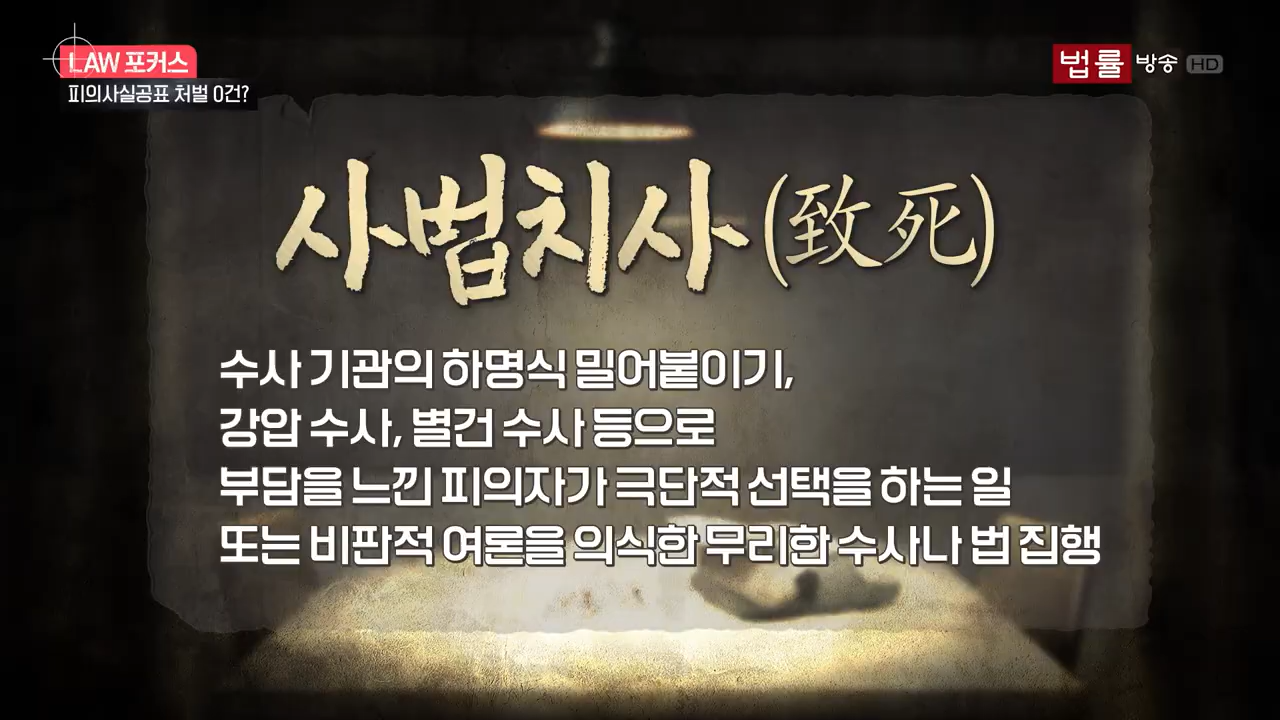 LAW 포커스
피의사실공표 처벌 0건?
법률방송 HD
사법치사(致死)
수사 기관의 하명식 밀어붙이기,
강압 수사, 별건 수사 등으로
부담을 느낀 피의자가 극단적 선택을 하는 일
또는 비판적 여론을 의식한 무리한 수사나 법 집행